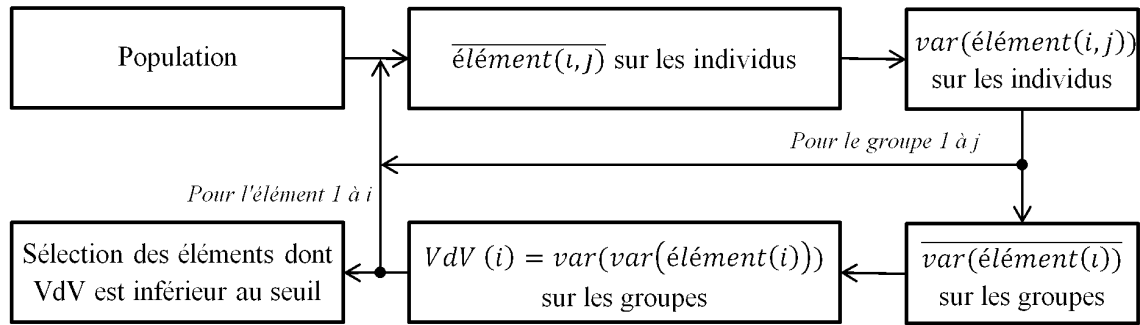 Population
$\overline{élément(i,j)}$ sur les individus
$var(élément(i,j))$
sur les individus
Pour le groupe 1 à j
Pour l'élément 1 à i
Sélection des éléments dont
VdV est inférieur au seuil
$VdV (i) = var(var(élément(i)))$
sur les groupes
$\overline{var(élément(i))}$
sur les groupes